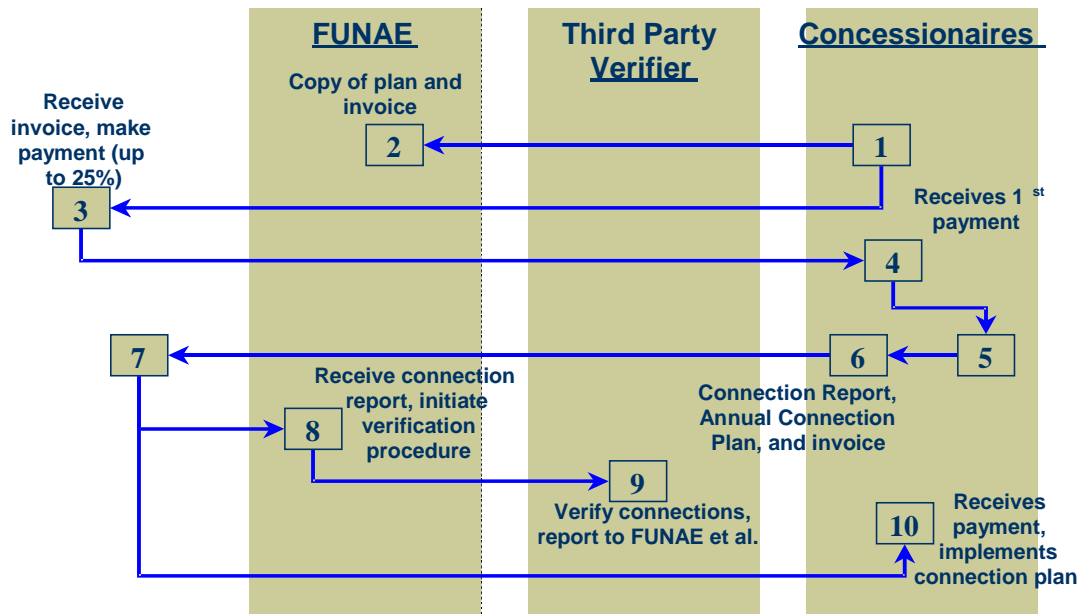 FUNAE
Third Party
Verifier
Concessionaires
Copy of plan and
invoice
Receive
invoice, make
payment (up
to 25%)
2
1
3
Receives 1 st
payment
4
7
6
5
Receive connection
report, initiate
verification
procedure
Connection Report,
Annual Connection
Plan, and invoice
8
9
Verify connections,
report to FUNAE et al.
10
Receives
payment,
implements
connection plan